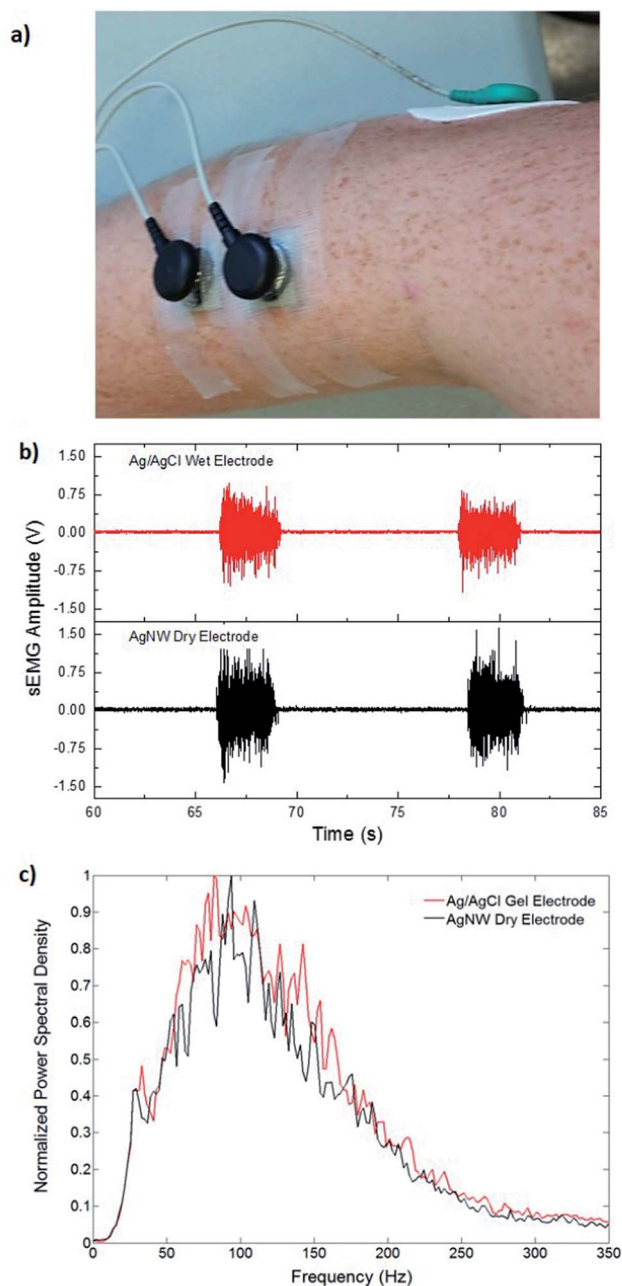 a)
b)
1.50
Ag/AgCl Wet Electrode
0.75
0.00
-0.75
-1.50
sEMG Amplitude (V)
1.50
AgNW Dry Electrode
0.75
0.00
-0.75
-1.50
60 65 70 75 80 85
Time (s)
c)
1
Ag/AgCl Gel Electrode
0.9
AgNW Dry Electrode
0.8
0.7
0.6
0.5
0.4
0.3
0.2
0.1
0
Normalized Power Spectral Density
0 50 100 150 200 250 300 350
Frequency (Hz)